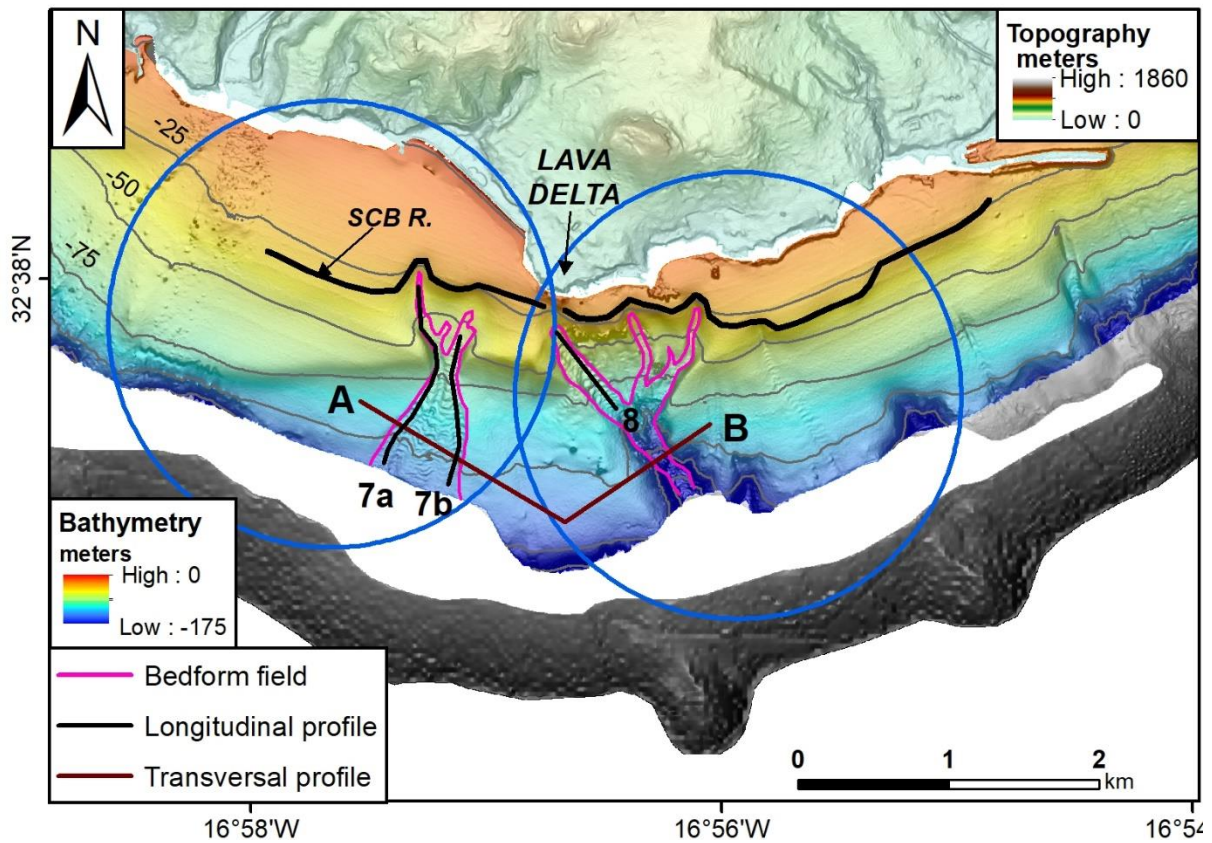 N
Topography
meters
High : 1860
Low : 0
-25
-50
-75
SCB R.
LAVA
DELTA
32°38'N
A
B
8
7a
7b
Bathymetry
meters
High : 0
Low : -175
Bedform field
Longitudinal profile
Transversal profile
0 1 2
km
16°58'W
16°56'W
16°54